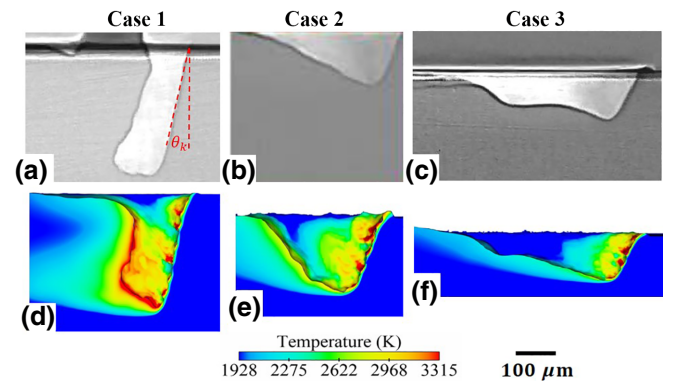 Case 1
Case 2
Case 3
θk
(a)
(b)
(c)
(d)
(e)
(f)
Temperature (K)
1928 2275 2622 2968 3315
100 μm